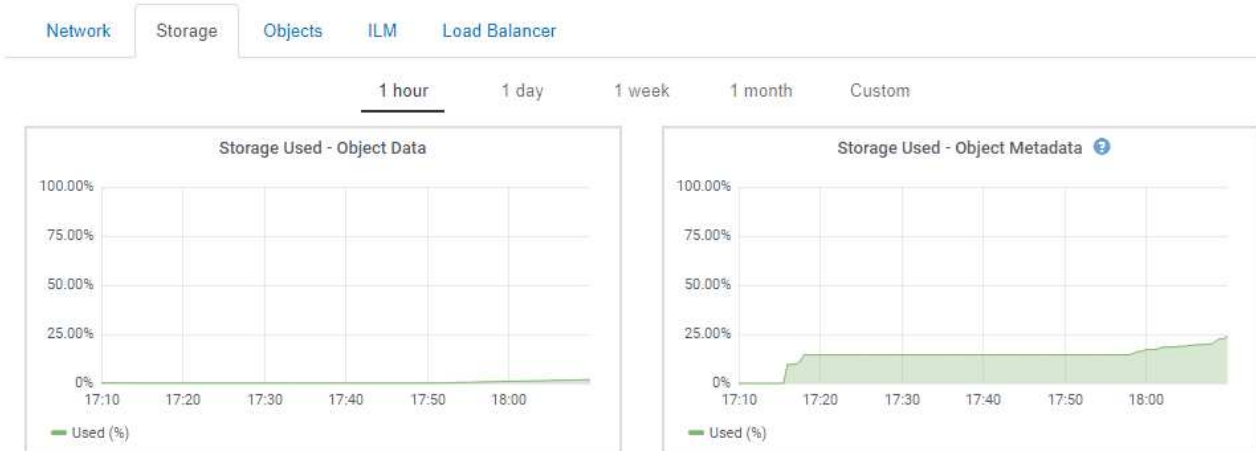 Network Storage Objects ILM Load Balancer
1 hour 1 day 1 week 1 month Custom
Storage Used - Object Data
100.00%
75.00%
50.00%
25.00%
0%
17:10 17:20 17:30 17:40 17:50 18:00
Used (%)
Storage Used - Object Metadata ?
100.00%
75.00%
50.00%
25.00%
0%
17:10 17:20 17:30 17:40 17:50 18:00
Used (%)